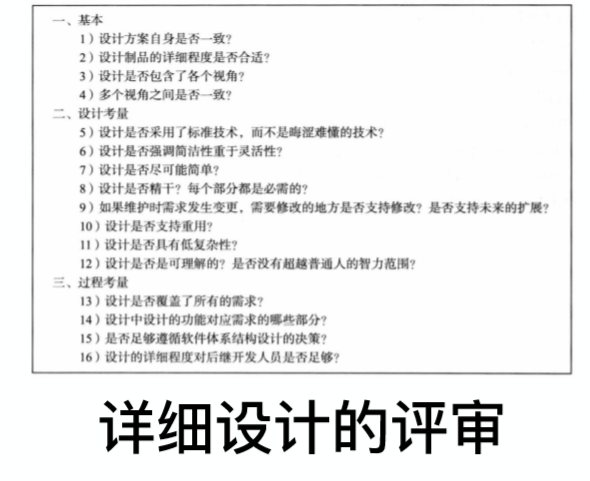 一、基本
1）设计方案自身是否一致？
2）设计制品的详细程度是否合适？
3）设计是否包含了各个视角？
4）多个视角之间是否一致？
二、设计考量
5）设计是否采用了标准技术，而不是晦涩难懂的技术？
6）设计是否强调简洁性重于灵活性？
7）设计是否尽可能简单？
8）设计是否精干？每个部分都是必需的？
9）如果维护时需求发生变更，需要修改的地方是否支持修改？是否支持未来的扩展？
10）设计是否支持重用？
11）设计是否具有低复杂性？
12）设计是否是可理解的？是否没有超越普通人的智力范围？
三、过程考量
13）设计是否覆盖了所有的需求？
14）设计中设计的功能对应需求的哪些部分？
15）是否足够遵循软件体系结构设计的决策？
16）设计的详细程度对后继开发人员是否足够？
详细设计的评审